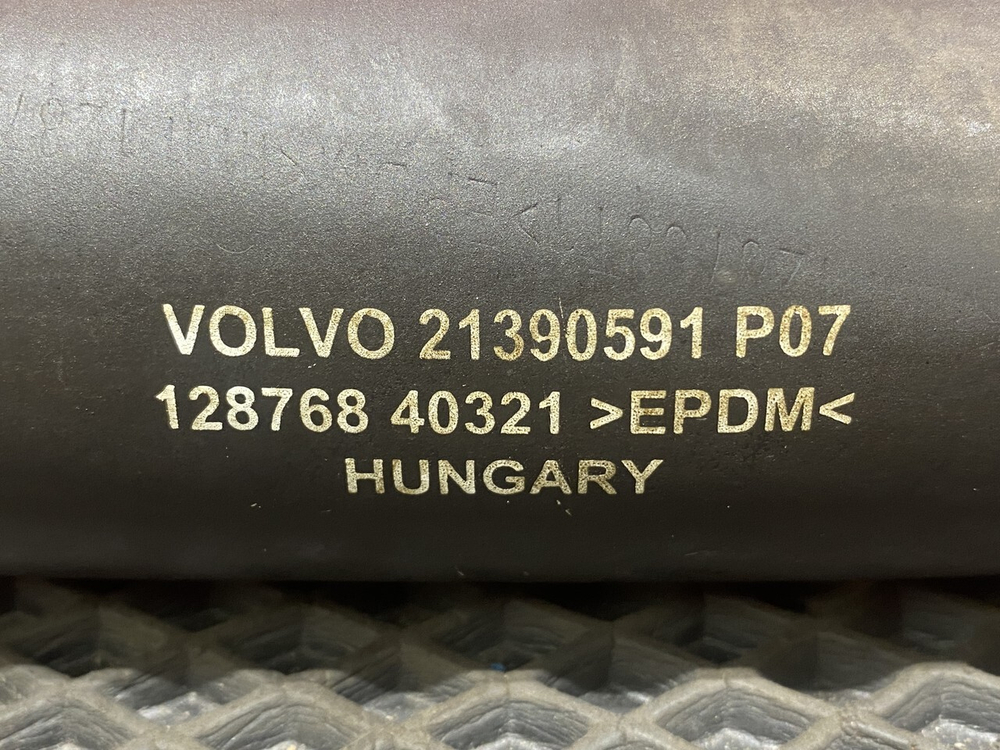 VOLVO 21390591 P07
128768 40321 >EPDM<
HUNGARY